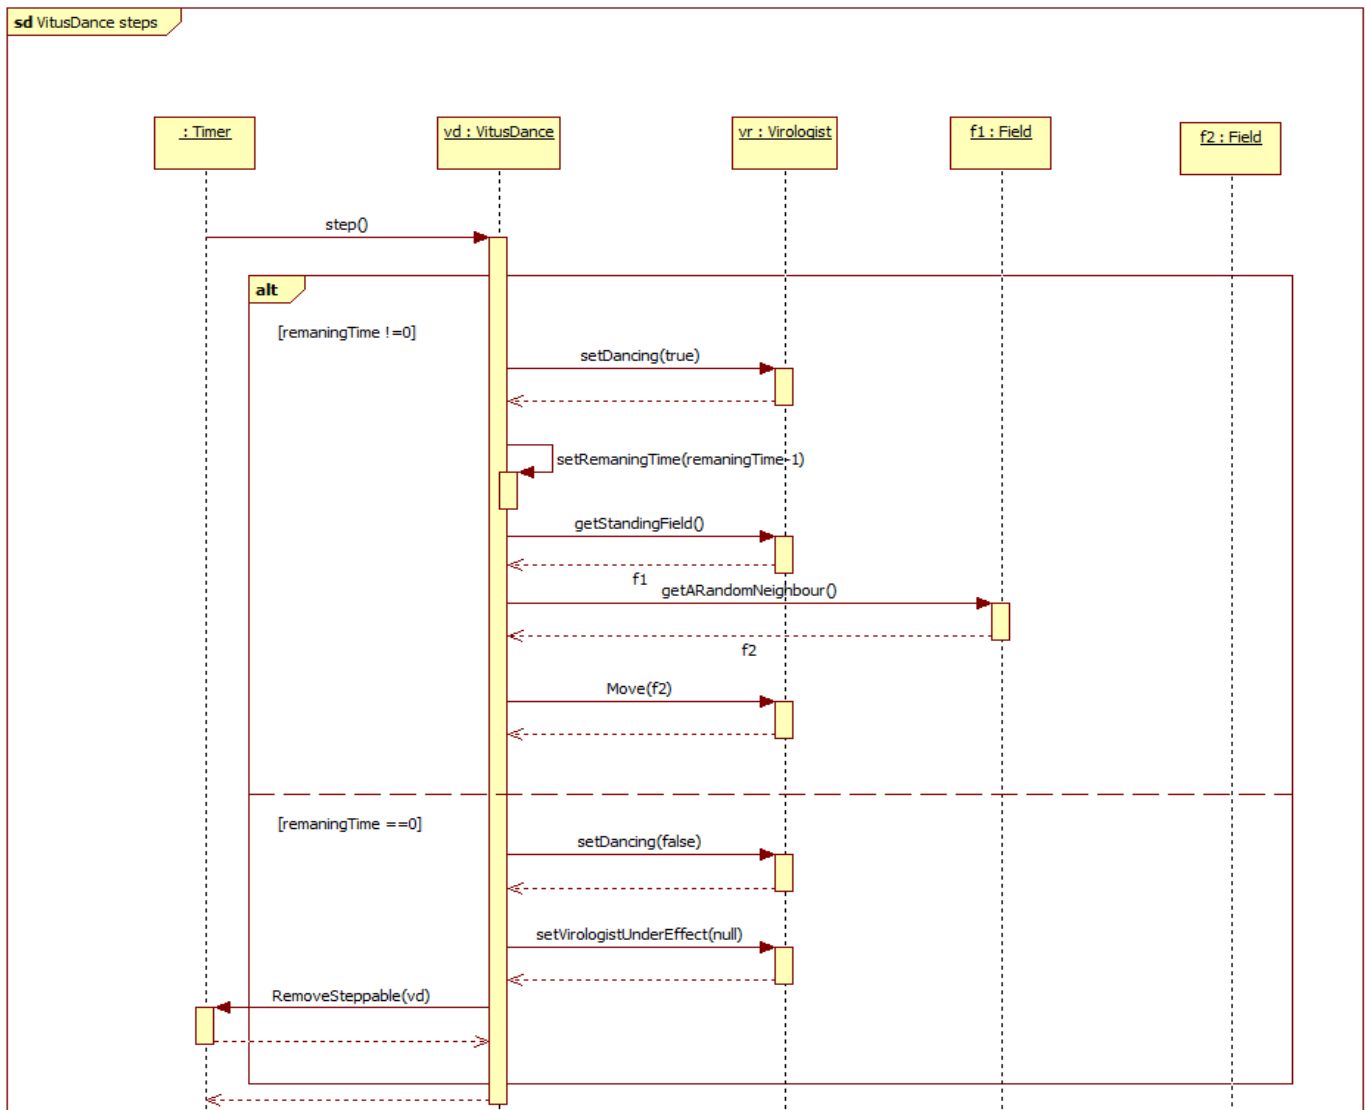 sd VitusDance steps
: Timer
vd : VitusDance
vr : Virologist
f1 : Field
f2 : Field
step()
alt
[remaningTime !=0]
setDancing(true)
setRemaningTime(remaningTime-1)
getStandingField()
f1
getARandomNeighbour()
f2
Move(f2)
[remaningTime ==0]
setDancing(false)
setVirologistUnderEffect(null)
RemoveSteppable(vd)